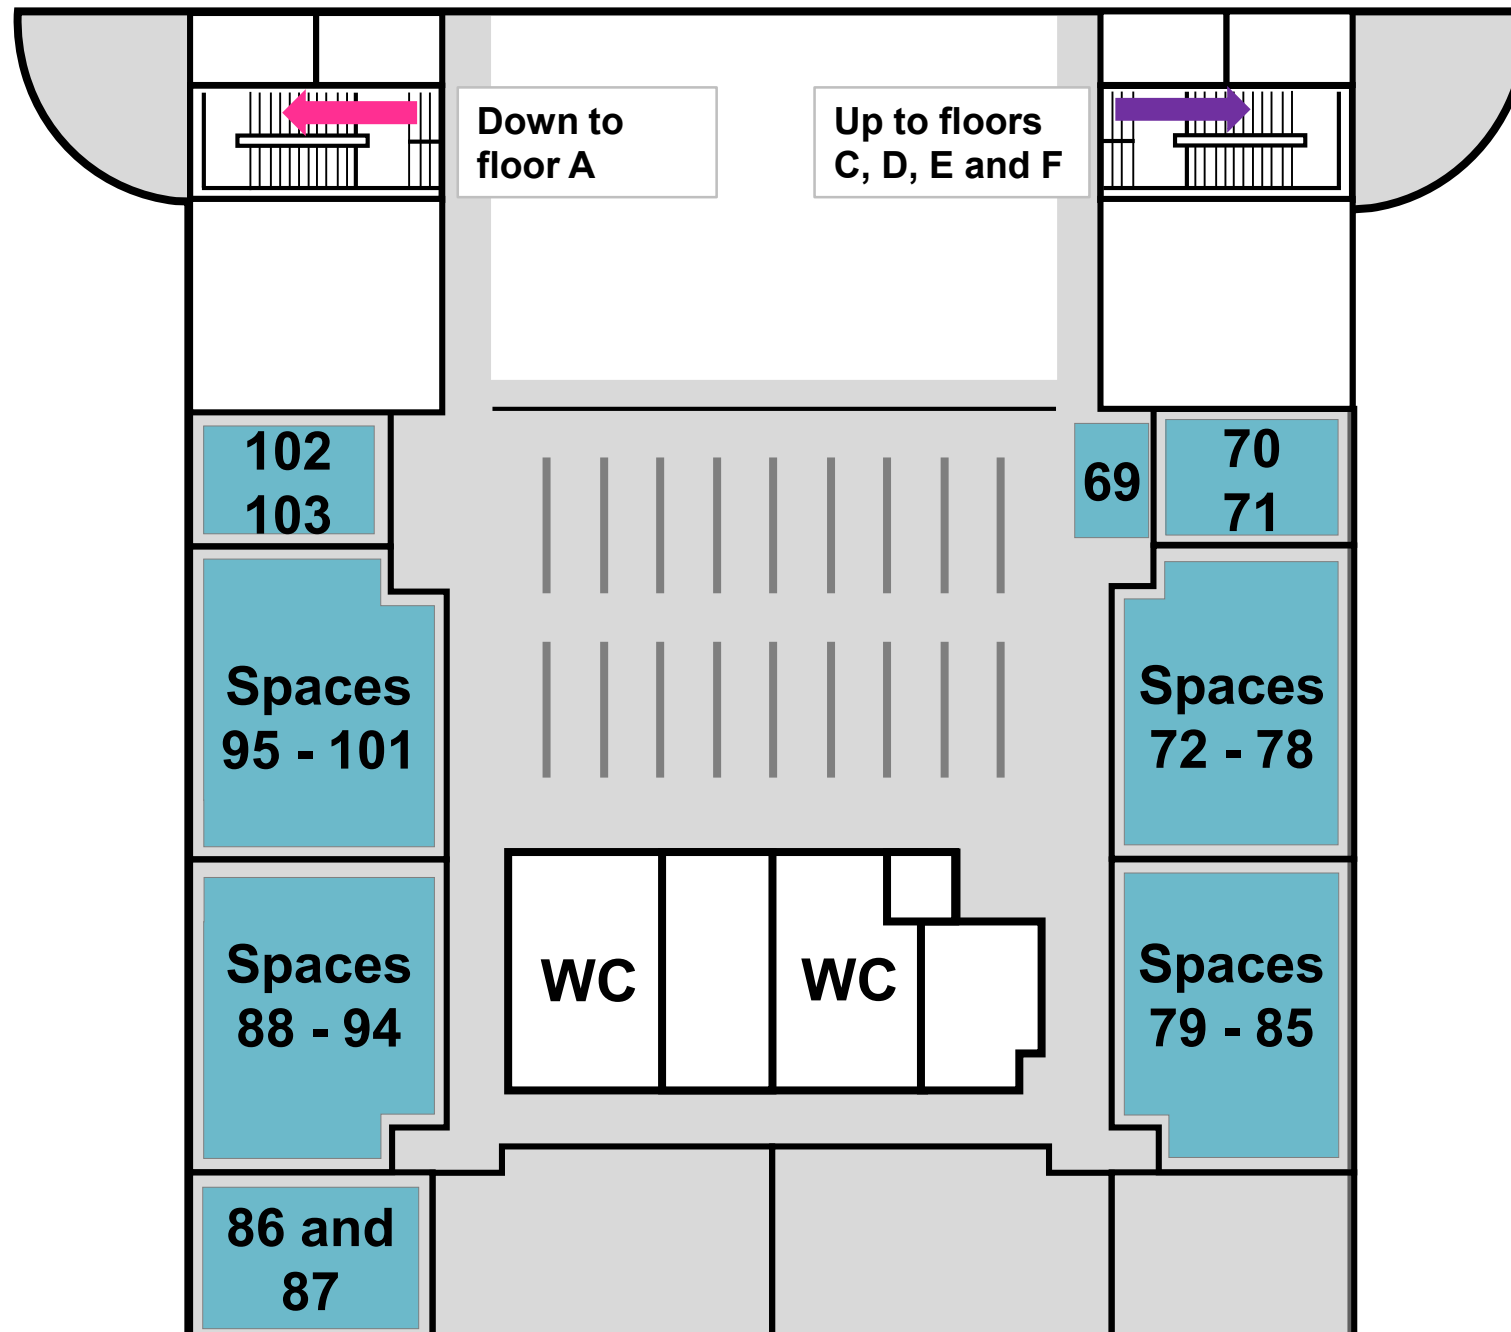 Down to
floor A
Up to floors
C, D, E and F
102
103
69
70
71
Spaces
95 - 101
Spaces
72 - 78
Spaces
88 - 94
WC
WC
Spaces
79 - 85
86 and
87